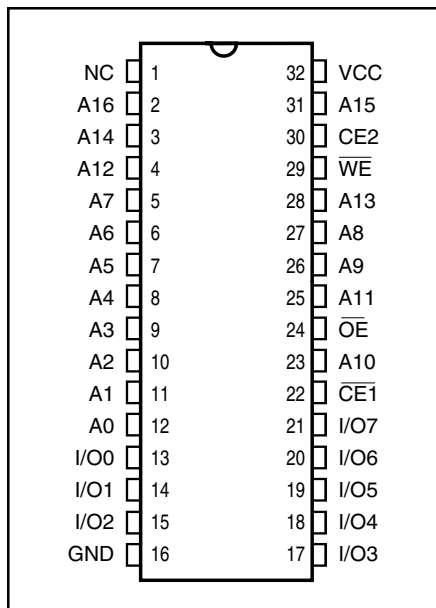 NC 1 32 VCC
A16 2 31 A15
A14 3 30 CE2
A12 4 29 W̅E̅
A7 5 28 A13
A6 6 27 A8
A5 7 26 A9
A4 8 25 A11
A3 9 24 O̅E̅
A2 10 23 A10
A1 11 22 C̅E̅1̅
A0 12 21 I/O7
I/O0 13 20 I/O6
I/O1 14 19 I/O5
I/O2 15 18 I/O4
GND 16 17 I/O3